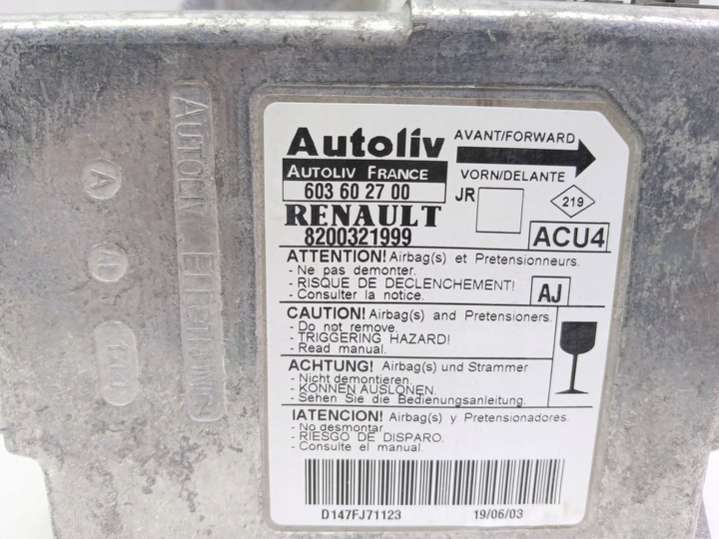 AUTOLIV
Autoliv
AVANT/FORWARD
AUTOLIV FRANCE
VORN/DELANTE
603 60 27 00
JR
219
RENAULT
8200321999
ACU4
ATTENTION! Airbag(s) et Pretensionneurs.
- Ne pas demonter.
- RISQUE DE DECLENCHEMENT!
- Consulter la notice.
AJ
CAUTION! Airbag(s) and Pretensioners.
- Do not remove.
- TRIGGERING HAZARD!
- Read manual.
ACHTUNG! Airbag(s) und Strammer
- Nicht demontieren.
- KONNEN AUSLONEN.
- Sehen Sie die Bedienungsanleitung.
IATENCION! Airbag(s) y Pretensionadores.
- No desmontar
- RIESGO DE DISPARO.
- Consulte el manual.
D147FJ71123
19/06/03